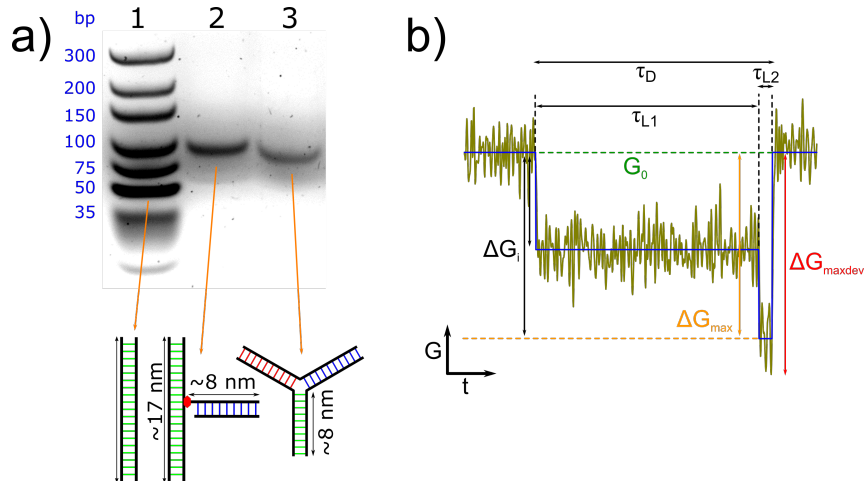 a)
bp
1 2 3
300
200
150
100
75
50
35
~17 nm
~8 nm
~8 nm
b)
τD
τL2
τL1
G0
ΔGi
ΔGmax
ΔGmaxdev
G
t